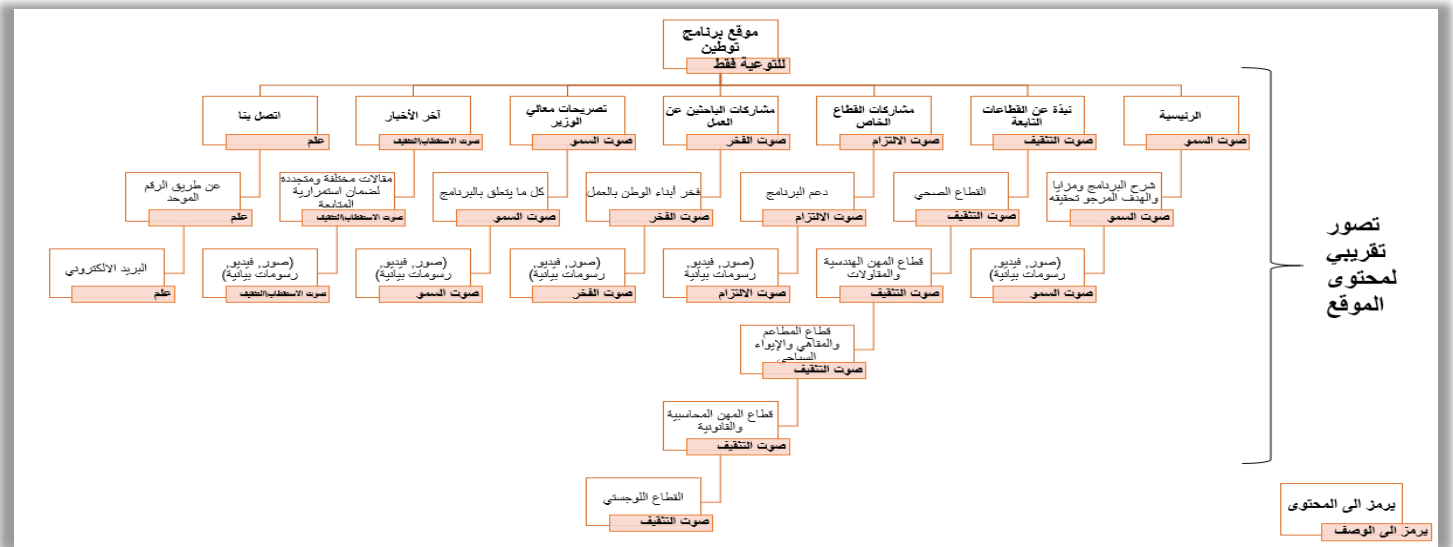 موقع برنامج
توطين
للتوعية فقط
الرئيسية
صوت السمو
نبذة عن القطاعات
التابعة
صوت التثقيف
مشاركات القطاع
الخاص
صوت الالتزام
مشاركات الباحثين عن
العمل
صوت الفخر
تصريحات معالي
الوزير
صوت السمو
آخر الأخبار
صوت الاستقطاب/التثقيف
اتصل بنا
علم
شرح البرنامج ومزايا
والهدف المرجو تحقيقه
صوت السمو
القطاع الصحي
صوت التثقيف
دعم البرنامج
صوت الالتزام
فخر أبناء الوطن بالعمل
صوت الفخر
كل ما يتعلق بالبرنامج
صوت السمو
مقالات مختلفة ومتجددة
لضمان استمرارية
المتابعة
صوت الاستقطاب/التثقيف
عن طريق الرقم
الموحد
علم
(صور, فيديو,
رسومات بيانية)
صوت السمو
قطاع المهن الهندسية
والمقاولات
صوت التثقيف
(صور, فيديو,
رسومات بيانية)
صوت الالتزام
(صور, فيديو,
رسومات بيانية)
صوت الفخر
(صور, فيديو,
رسومات بيانية)
صوت السمو
(صور, فيديو,
رسومات بيانية)
صوت الاستقطاب/التثقيف
البريد الالكتروني
علم
قطاع المطاعم
والمقاهي والإيواء
السياحي
صوت التثقيف
قطاع المهن المحاسبية
والقانونية
صوت التثقيف
القطاع اللوجستي
صوت التثقيف
تصور
تقريبي
لمحتوى
الموقع
يرمز الى المحتوى
يرمز الى الوصف